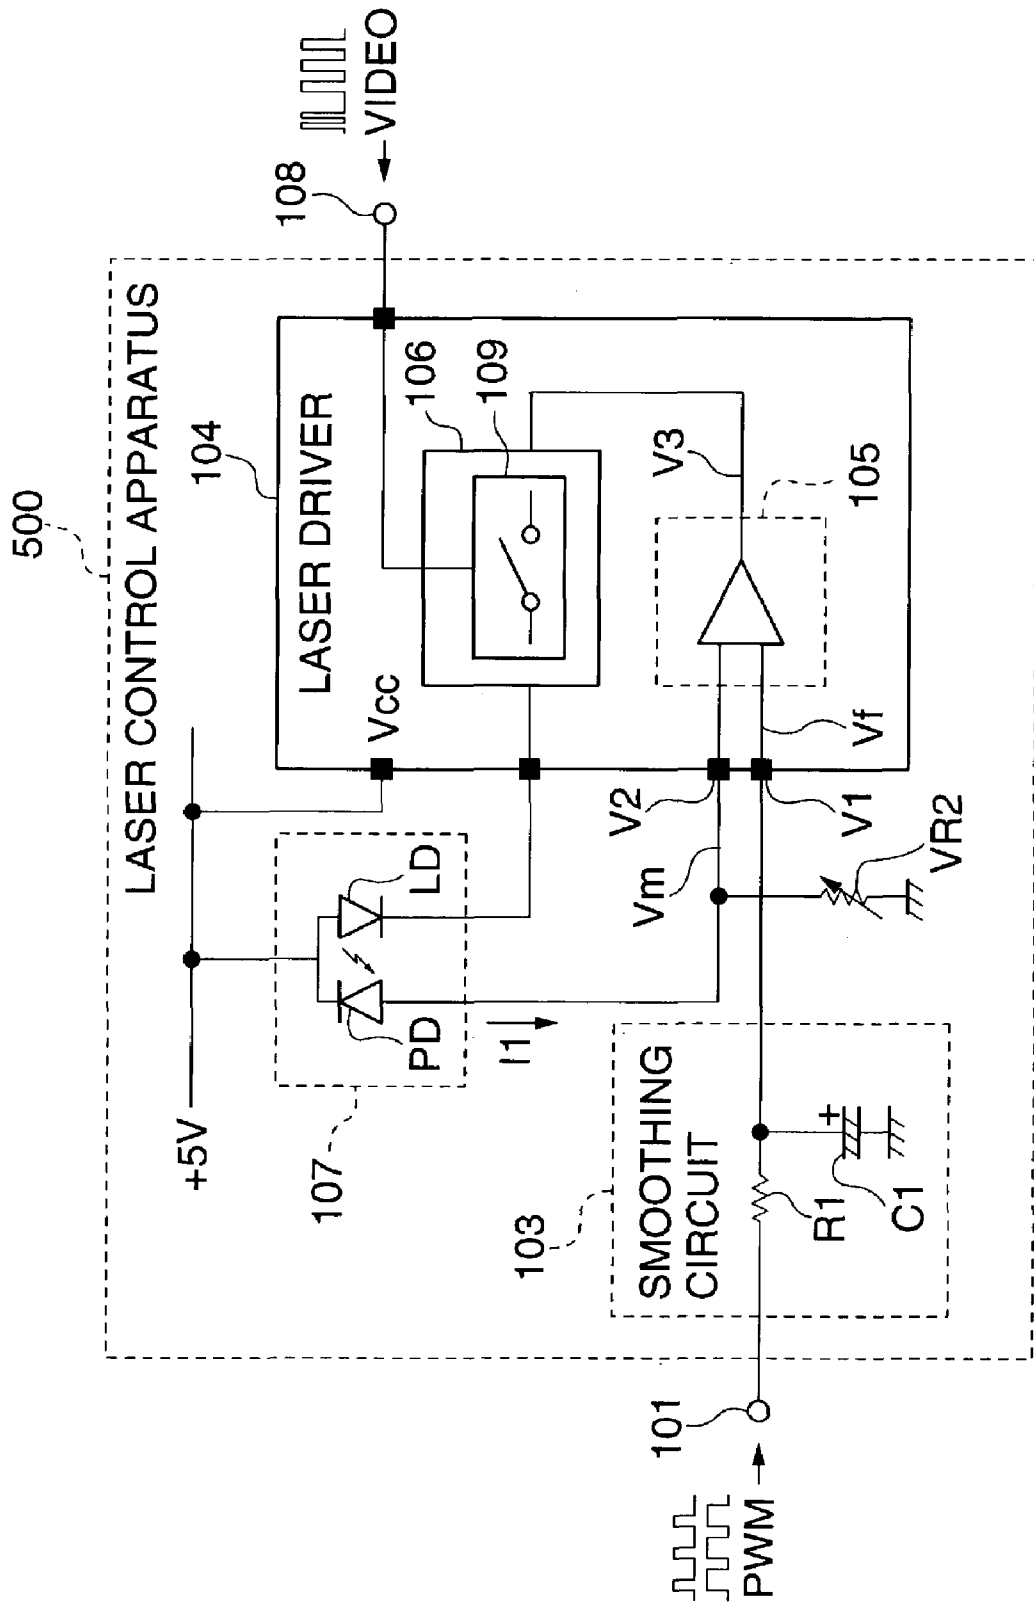 500
LASER CONTROL APPARATUS
+5V
104
LASER DRIVER
108
VIDEO
107
PD
LD
Vcc
106
109
I1
Vm
V2
V3
103
SMOOTHING
CIRCUIT
Vf
105
V1
VR2
101
PWM
R1
+
C1